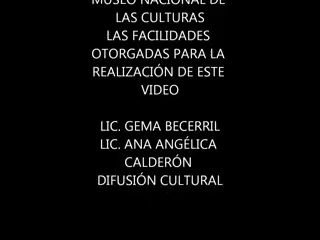 MUSEO NACIONAL DE
LAS CULTURAS
LAS FACILIDADES
OTORGADAS PARA LA
REALIZACIÓN DE ESTE
VIDEO
LIC. GEMA BECERRIL
LIC. ANA ANGÉLICA
CALDERÓN
DIFUSIÓN CULTURAL